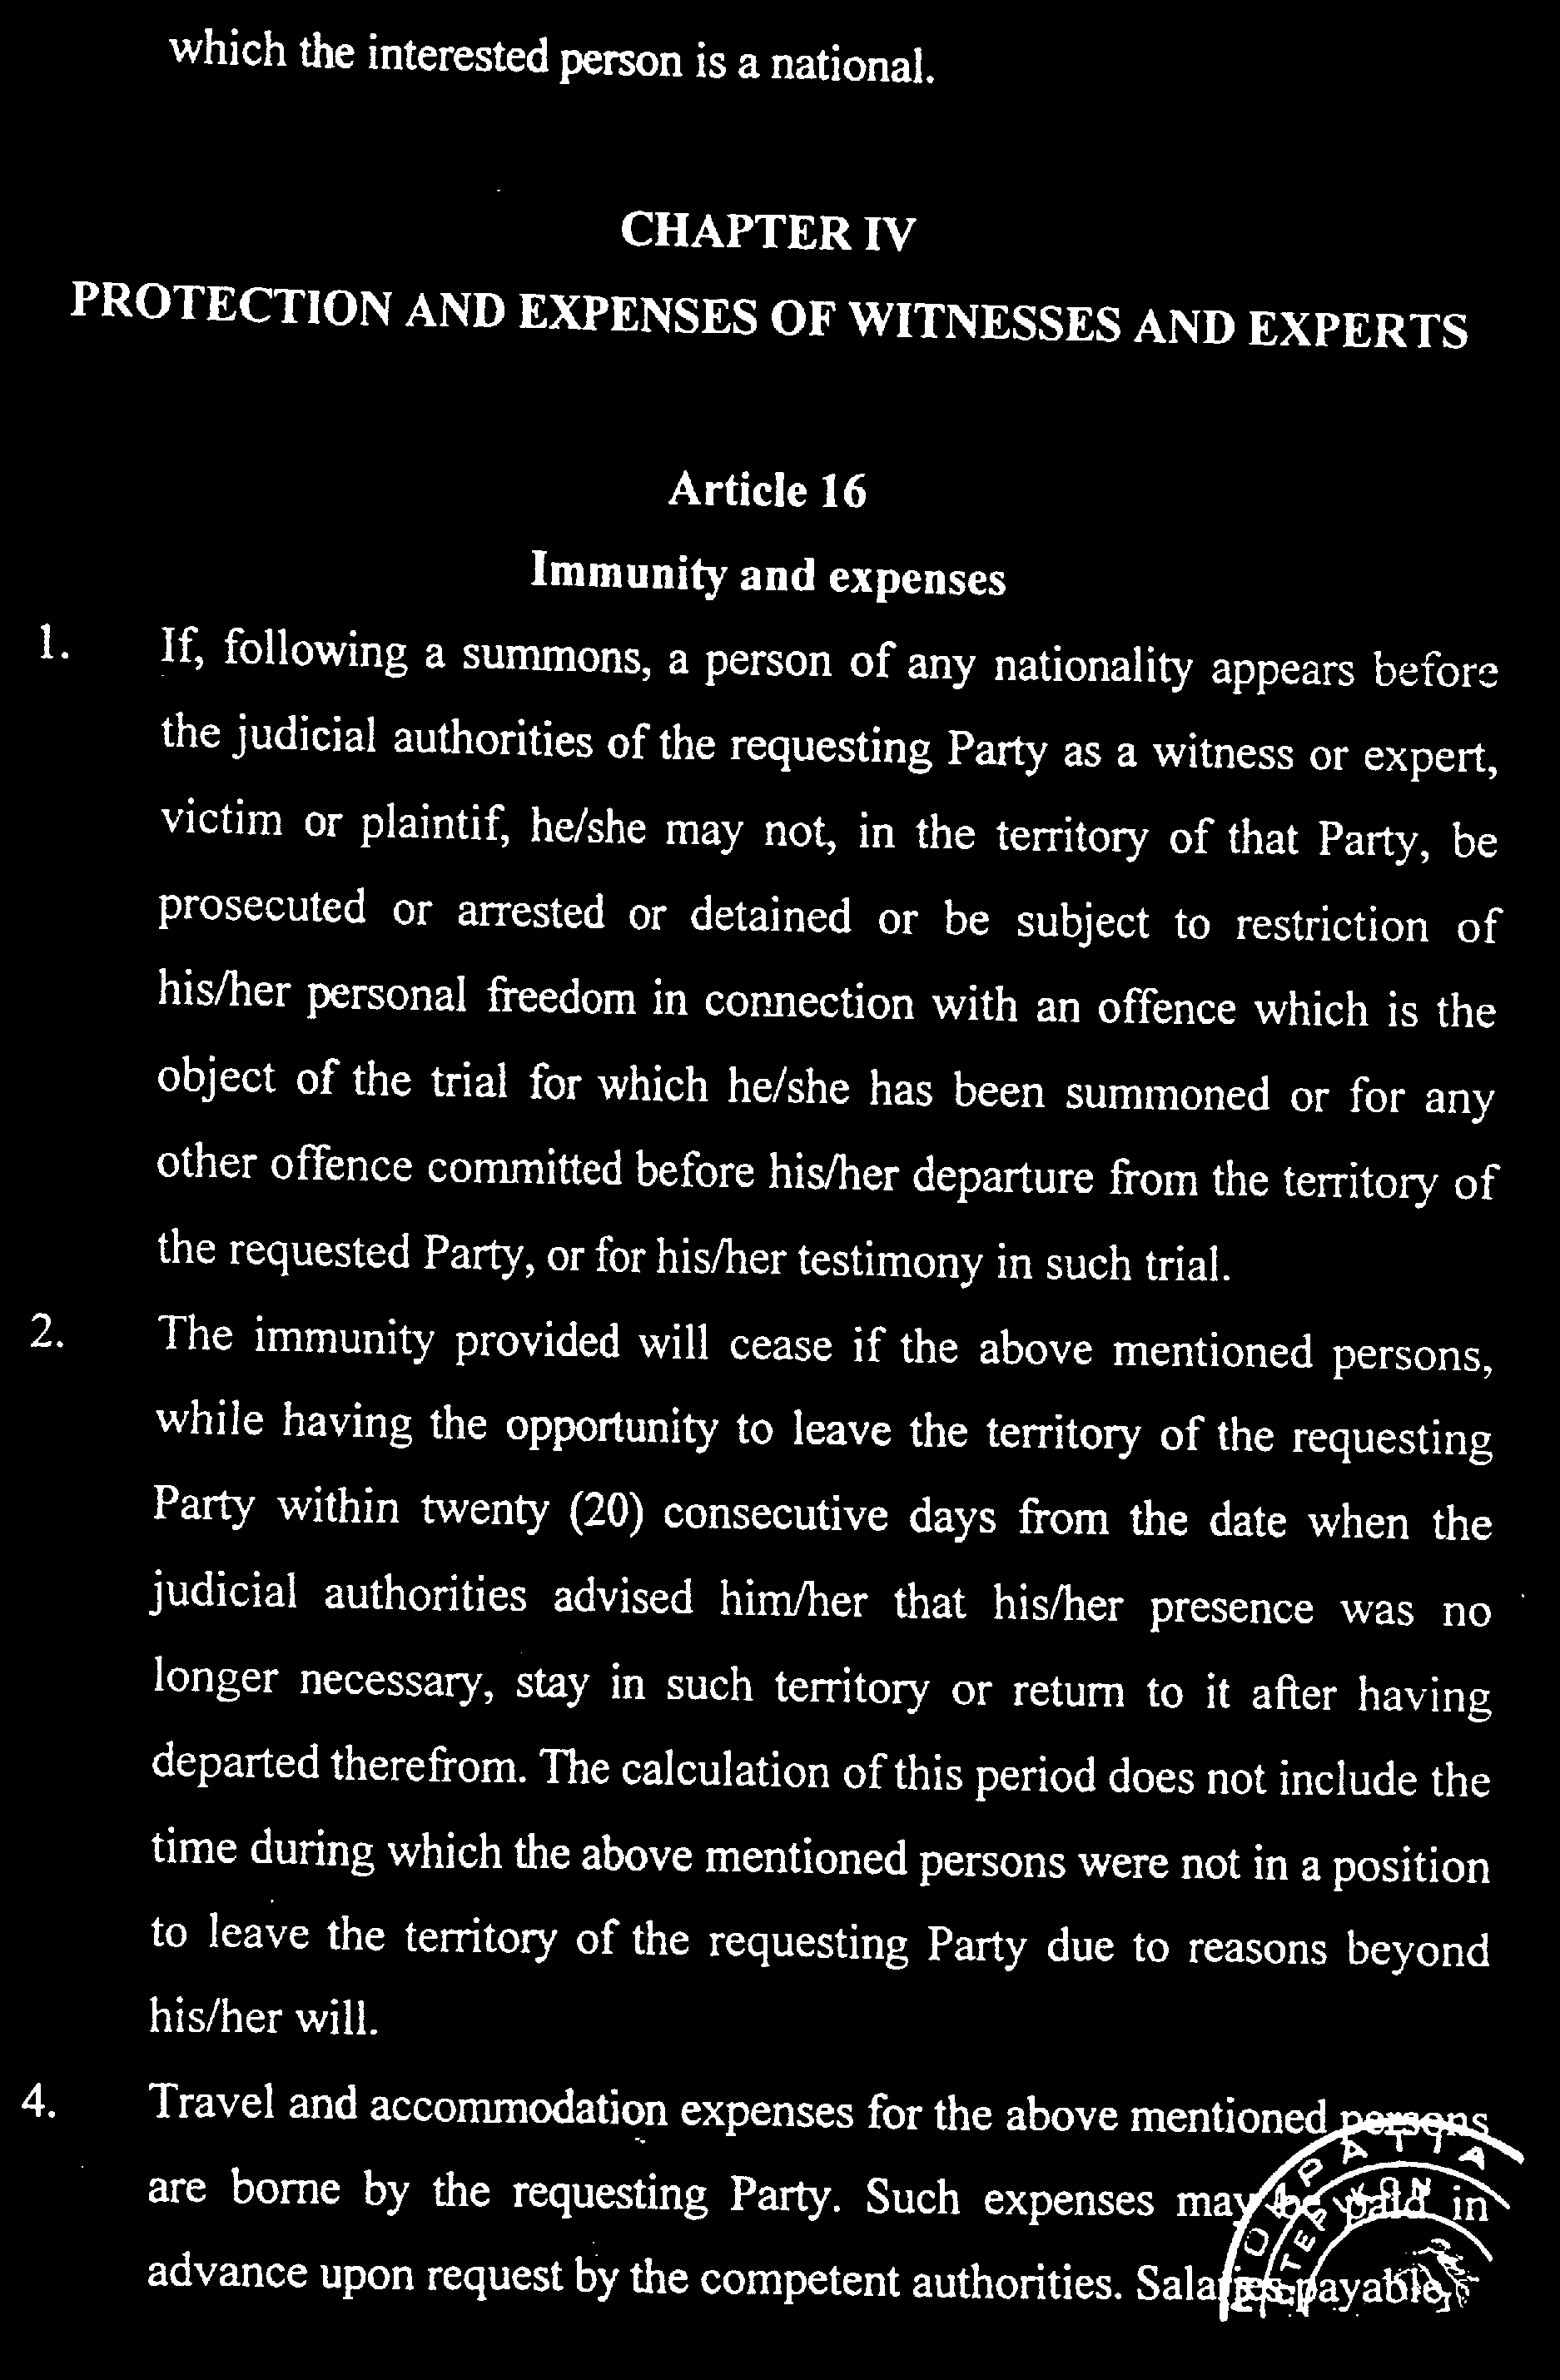 which the interested person is a national.
CHAPTER IV
PROTECTION AND EXPENSES OF WITNESSES AND EXPERTS
Article 16
Immunity and expenses
1. If, following a summons, a person of any nationality appears before
the judicial authorities of the requesting Party as a witness or expert,
victim or plaintif, he/she may not, in the territory of that Party, be
prosecuted or arrested or detained or be subject to restriction of
his/her personal freedom in connection with an offence which is the
object of the trial for which he/she has been summoned or for any
other offence committed before his/her departure from the territory of
the requested Party, or for his/her testimony in such trial.
2. The immunity provided will cease if the above mentioned persons,
while having the opportunity to leave the territory of the requesting
Party within twenty (20) consecutive days from the date when the
judicial authorities advised him/her that his/her presence was no
longer necessary, stay in such territory or return to it after having
departed therefrom. The calculation of this period does not include the
time during which the above mentioned persons were not in a position
to leave the territory of the requesting Party due to reasons beyond
his/her will.
4. Travel and accommodation expenses for the above mentioned persons
are borne by the requesting Party. Such expenses may be paid in
advance upon request by the competent authorities. Salaries payable,